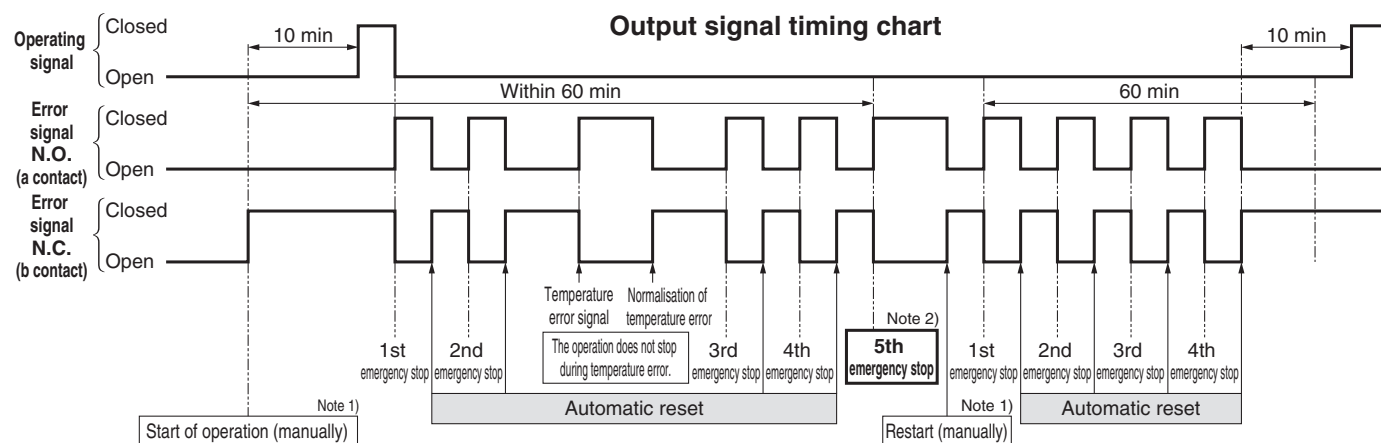 Output signal timing chart
Operating
signal
Closed
Open
10 min
10 min
Within 60 min
60 min
Error
signal
N.O.
(a contact)
Closed
Open
Error
signal
N.C.
(b contact)
Closed
Open
Temperature
error signal
Normalisation of
temperature error
The operation does not stop
during temperature error.
1st
emergency stop
2nd
emergency stop
3rd
emergency stop
4th
emergency stop
Note 2)
5th
emergency stop
1st
emergency stop
2nd
emergency stop
3rd
emergency stop
4th
emergency stop
Note 1)
Start of operation (manually)
Automatic reset
Note 1)
Restart (manually)
Automatic reset